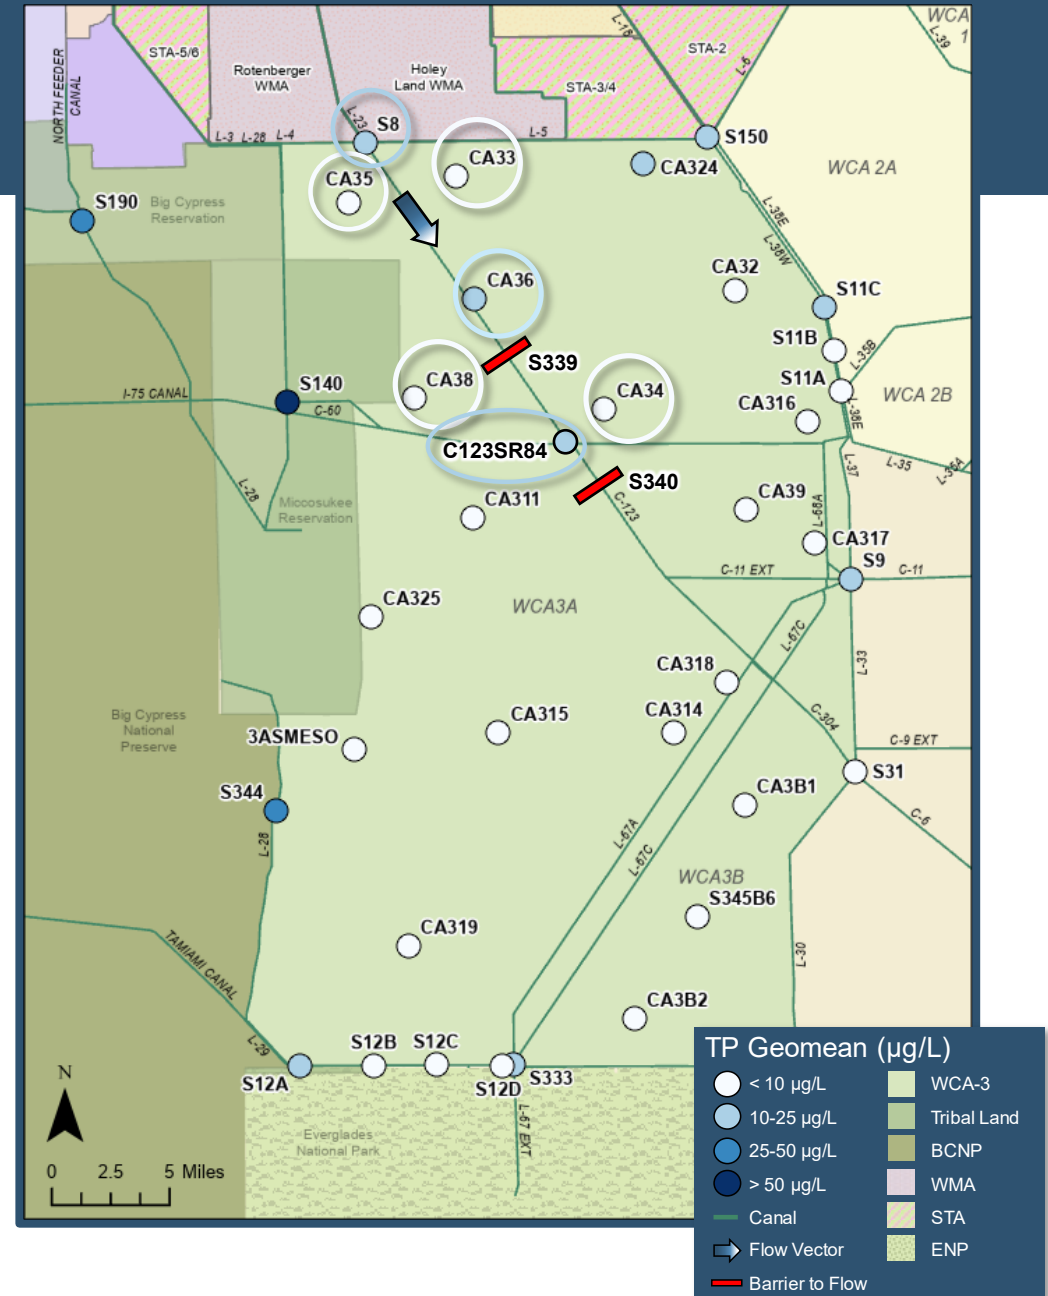 WCA
1
L-39
L-18
STA-2
L-6
STA-5/6
Rotenberger
WMA
Holey
Land WMA
STA-3/4
NORTH FEEDER
CANAL
L-23
S8
L-3
L-28
L-4
L-5
S150
CA33
CA324
WCA 2A
CA35
S190
Big Cypress
Reservation
L-38E
L-38W
CA32
CA36
S11C
S11B
L-35B
S339
S11A
CA38
CA34
S140
I-75 CANAL
C-60
CA316
L-38E
WCA 2B
C123SR84
L-37
L-35
L-35A
S340
L-28
Miccosukee
Reservation
CA311
C-123
CA39
L-68A
CA317
S9
C-11 EXT
C-11
CA325
WCA3A
L-67C
CA318
L-33
Big Cypress
National
Preserve
3ASMESO
CA315
CA314
C-304
C-9 EXT
S31
S344
CA3B1
C-6
L-28
L-67A
L-67C
WCA3B
S345B6
CA319
TAMIAMI CANAL
L-30
CA3B2
L-29
S12B
S12C
S12A
S12D
S333
L-67 EXT
Everglades
National Park
N
0 2.5 5 Miles
TP Geomean (µg/L)
< 10 µg/L
WCA-3
10-25 µg/L
Tribal Land
25-50 µg/L
BCNP
> 50 µg/L
WMA
Canal
STA
Flow Vector
ENP
Barrier to Flow